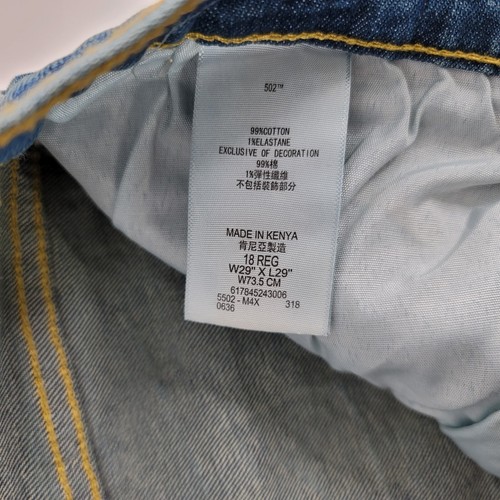 502™
99%COTTON
1%ELASTANE
EXCLUSIVE OF DECORATION
99%棉
1%彈性纖維
不包括裝飾部分
MADE IN KENYA
肯尼亞製造
18 REG
W29" X L29"
W73.5 CM
617845243006
5502 - M4X 318
0636